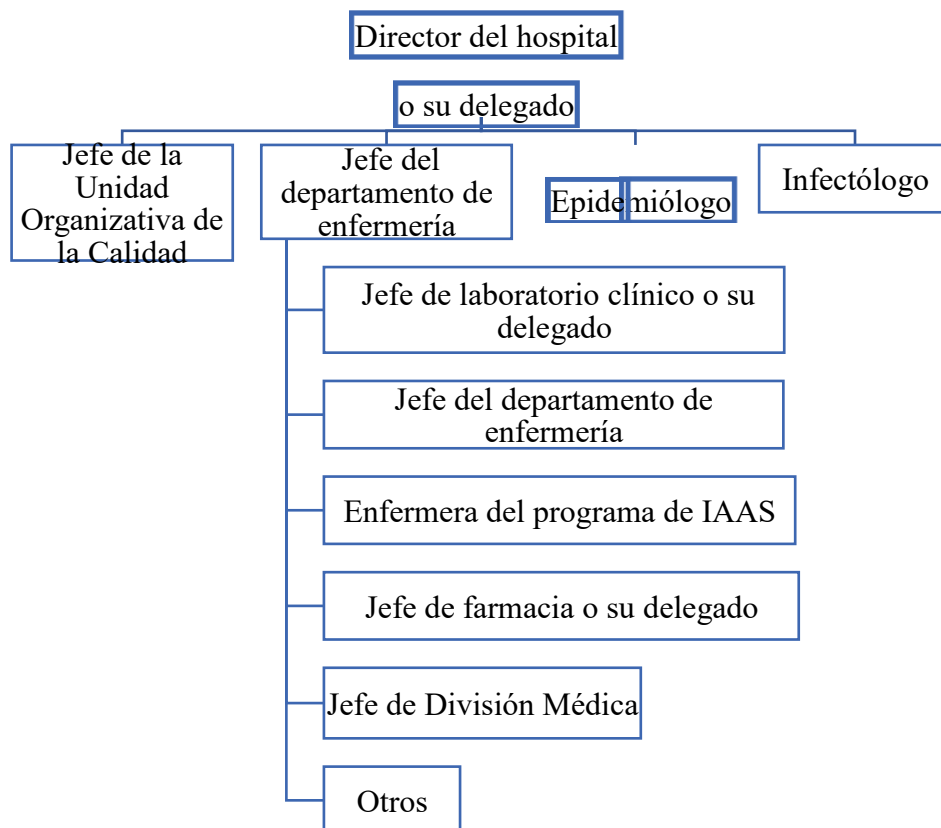 Director del hospital
o su delegado
Jefe de la
Unidad
Organizativa de
la Calidad
Jefe del
departamento de
enfermería
Epidemiólogo
Infectólogo
Jefe de laboratorio clínico o su
delegado
Jefe del departamento de
enfermería
Enfermera del programa de IAAS
Jefe de farmacia o su delegado
Jefe de División Médica
Otros